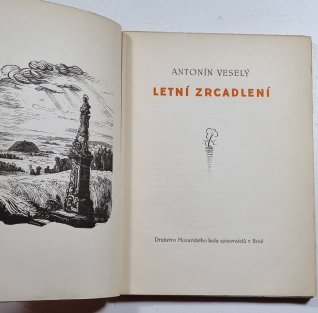 ANTONÍN VESELÝ
LETNÍ ZRCADLENÍ
Družstvo Moravského kola spisovatelů v Brně